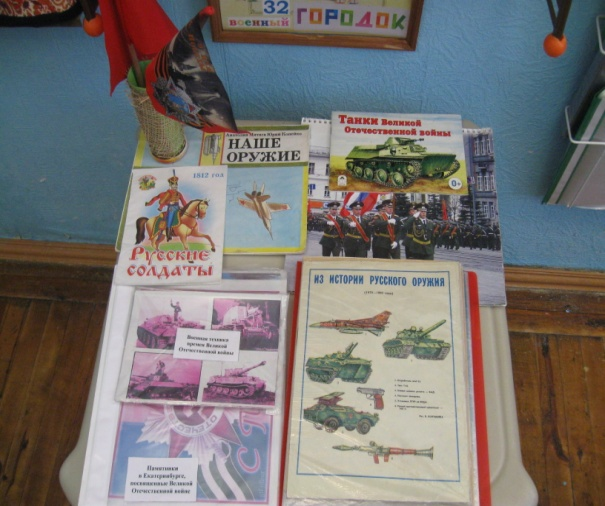 32
военный
ГОРОДОК
НАШЕ
ОРУЖИЕ
Танки Великой
Отечественной войны
0+
1812 год
Русские
солдаты
ИЗ ИСТОРИИ РУССКОГО ОРУЖИЯ
Военная техника
времен Великой
Отечественной войны
Памятники
в Екатеринбурге,
посвященные Великой
Отечественной войне